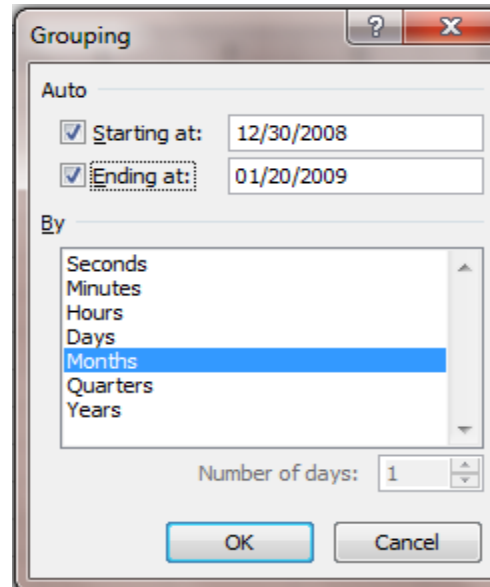 Grouping
Auto
Starting at: 12/30/2008
Ending at: 01/20/2009
By
Seconds
Minutes
Hours
Days
Months
Quarters
Years
Number of days: 1
OK Cancel